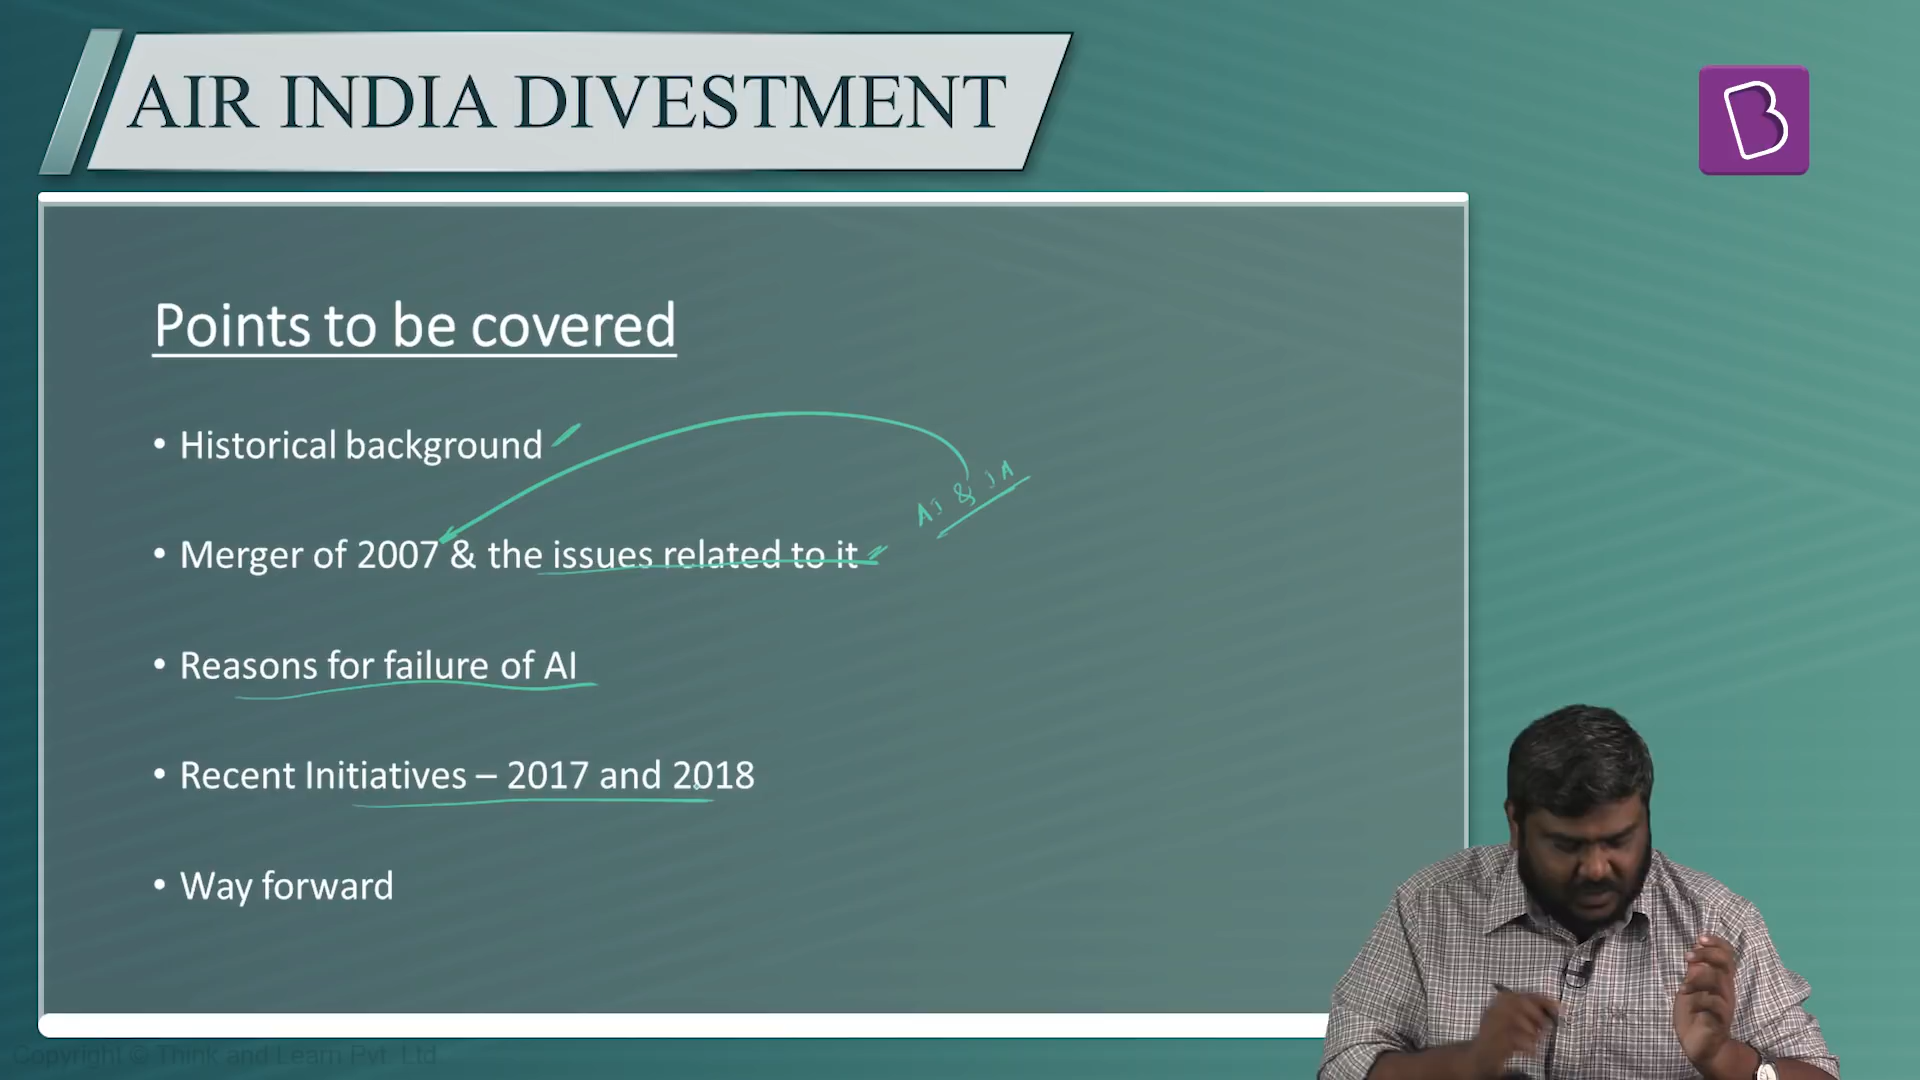 AIR INDIA DIVESTMENT
B
Points to be covered
• Historical background
AI & IA
• Merger of 2007 & the issues related to it
• Reasons for failure of AI
• Recent Initiatives – 2017 and 2018
• Way forward
Copyright © Think and Learn Pvt. Ltd.